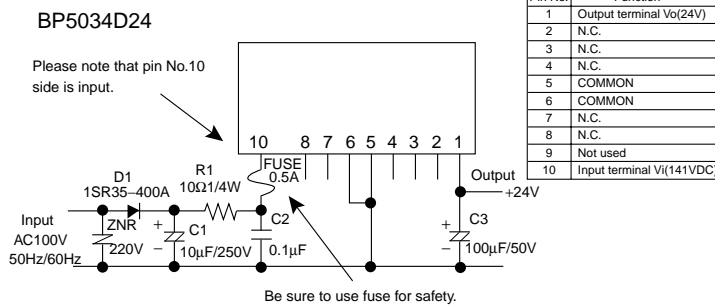 BP5034D24
Please note that pin No.10
side is input.
10 8 7 6 5 4 3 2 1
FUSE
0.5A
D1
1SR35–400A
R1
10Ω1/4W
Input
AC100V
50Hz/60Hz
ZNR
220V
+
–
C1
10μF/250V
C2
0.1μF
Output
+24V
+
–
C3
100μF/50V
Be sure to use fuse for safety.
1 Output terminal Vo(24V)
2 N.C.
3 N.C.
4 N.C.
5 COMMON
6 COMMON
7 N.C.
8 N.C.
9 Not used
10 Input terminal Vi(141VDC)